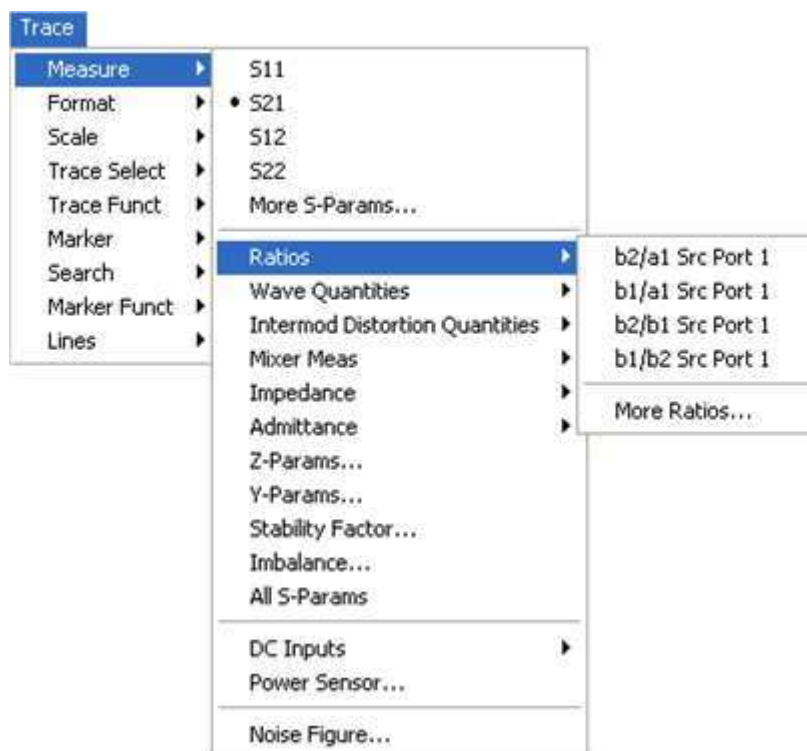 Trace
Measure
Format
Scale
Trace Select
Trace Funct
Marker
Search
Marker Funct
Lines
S11
• S21
S12
S22
More S-Params...
Ratios
Wave Quantities
Intermod Distortion Quantities
Mixer Meas
Impedance
Admittance
Z-Params...
Y-Params...
Stability Factor...
Imbalance...
All S-Params
DC Inputs
Power Sensor...
Noise Figure...
b2/a1 Src Port 1
b1/a1 Src Port 1
b2/b1 Src Port 1
b1/b2 Src Port 1
More Ratios...